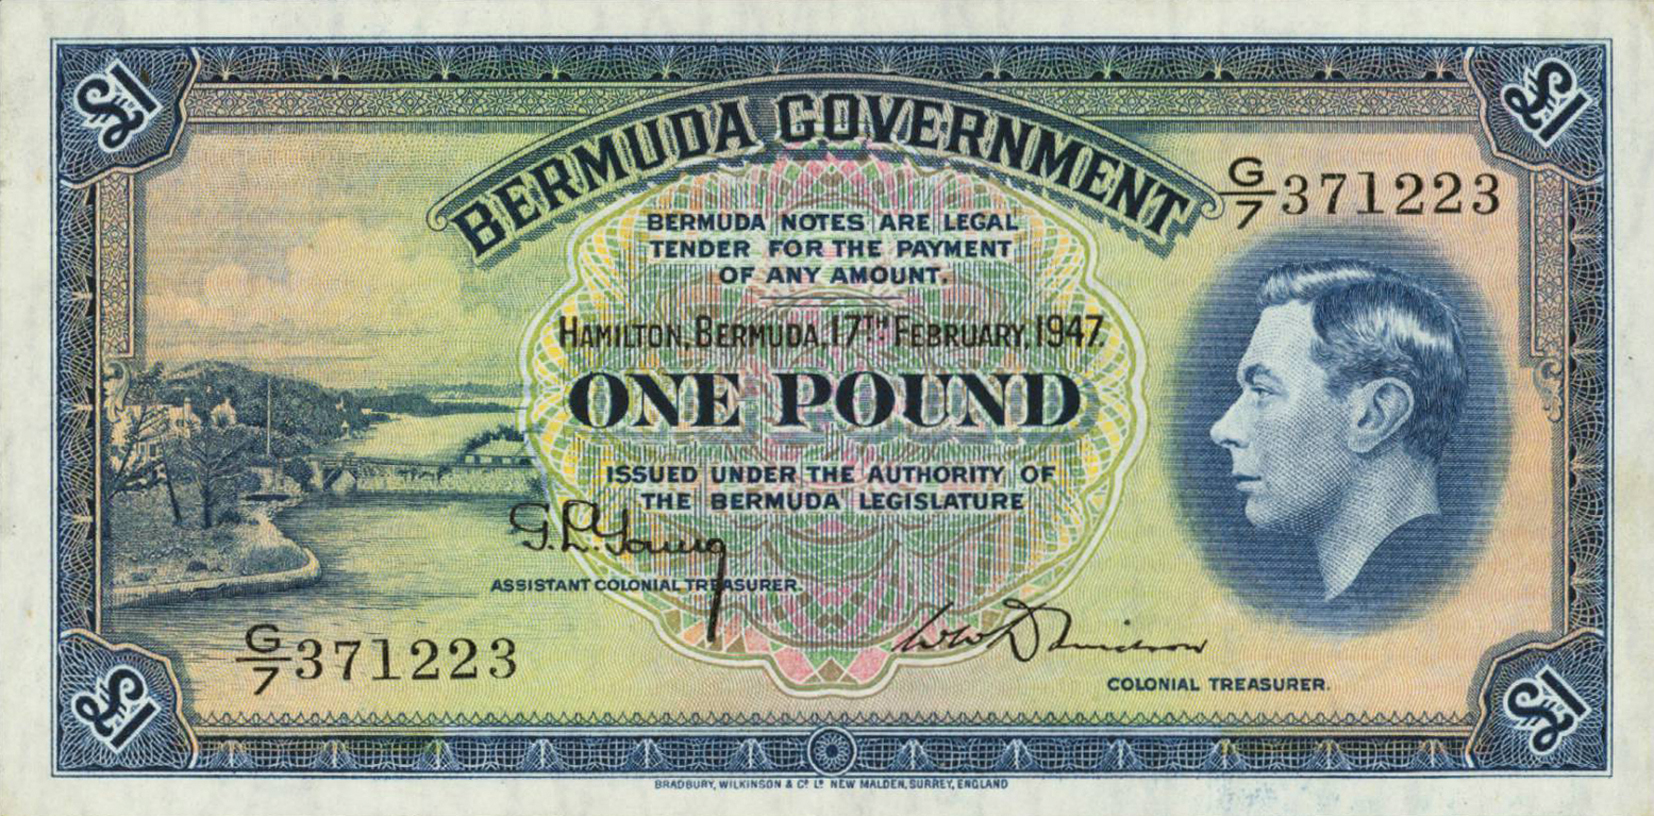 £1
£1
BERMUDA GOVERNMENT
G/7 371223
BERMUDA NOTES ARE LEGAL
TENDER FOR THE PAYMENT
OF ANY AMOUNT.
HAMILTON, BERMUDA, 17TH FEBRUARY, 1947.
ONE POUND
ISSUED UNDER THE AUTHORITY OF
THE BERMUDA LEGISLATURE
G.L. Young
ASSISTANT COLONIAL TREASURER.
G/7 371223
COLONIAL TREASURER.
£1
£1
BRADBURY, WILKINSON & Co Ld NEW MALDEN, SURREY, ENGLAND